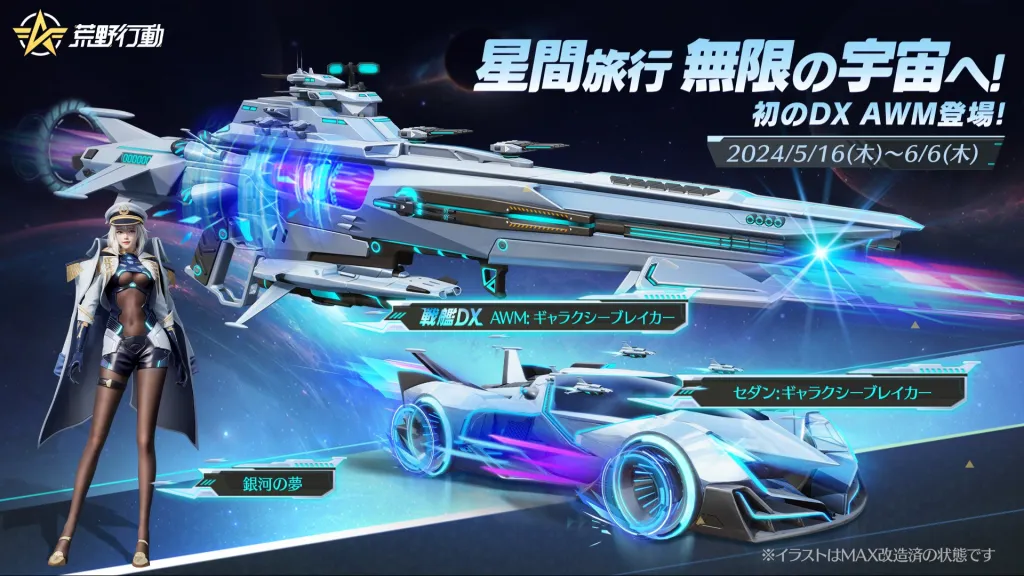 荒野行動
星間旅行 無限の宇宙へ!
初のDX AWM登場!
2024/5/16(木)～6/6(木)
戦艦DX AWM: ギャラクシーブレイカー
セダン:ギャラクシーブレイカー
銀河の夢
※イラストはMAX改造済の状態です